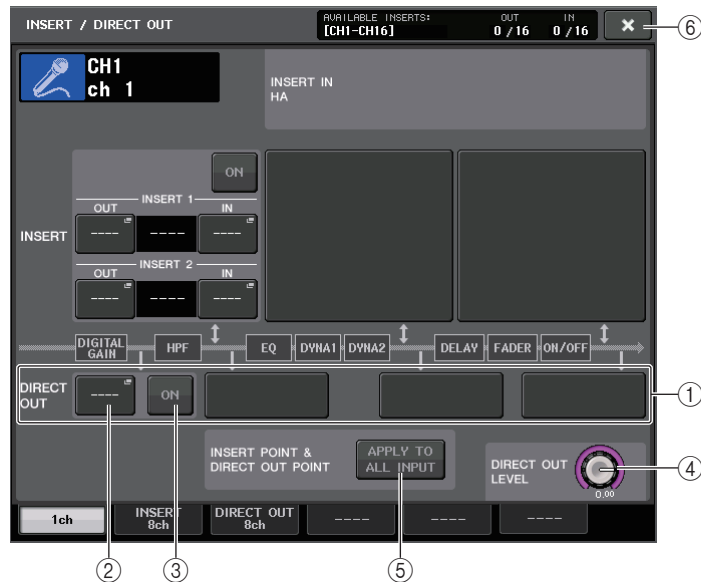 INSERT / DIRECT OUT
AVAILABLE INSERTS:
[CH1-CH16]
OUT
0 /16
IN
0 /16
×
⑥
CH1
ch 1
INSERT IN
HA
ON
INSERT 1
OUT
IN
INSERT
----
----
----
INSERT 2
OUT
IN
----
----
----
DIGITAL
GAIN
HPF
EQ
DYNA1
DYNA2
DELAY
FADER
ON/OFF
DIRECT
OUT
----
ON
①
INSERT POINT &
DIRECT OUT POINT
APPLY TO
ALL INPUT
DIRECT OUT
LEVEL
0.00
④
1ch
INSERT
8ch
DIRECT OUT
8ch
----
----
----
②
③
⑤